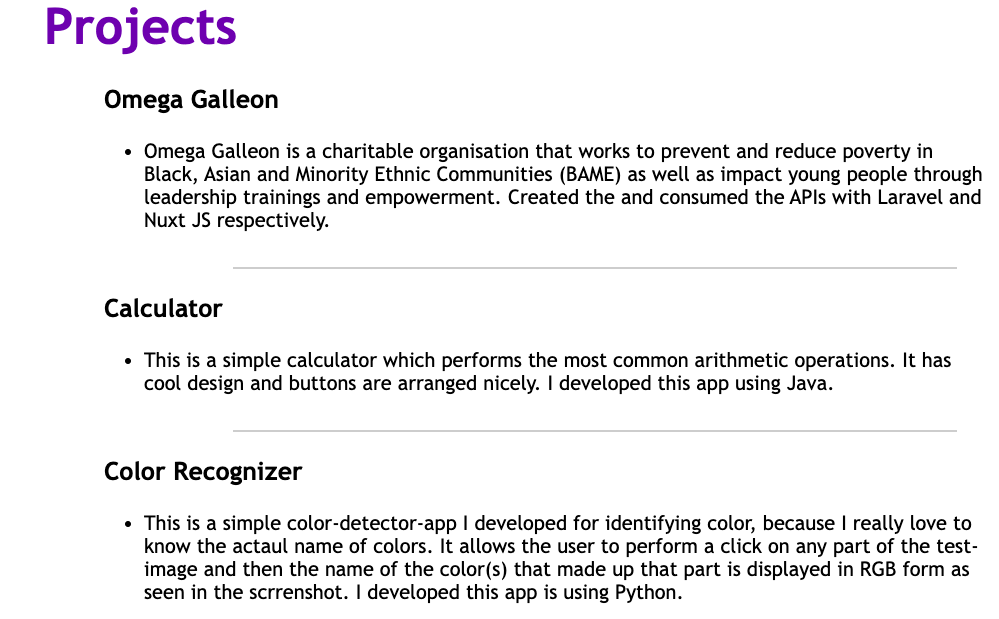 Projects
Omega Galleon
• Omega Galleon is a charitable organisation that works to prevent and reduce poverty in
Black, Asian and Minority Ethnic Communities (BAME) as well as impact young people through
leadership trainings and empowerment. Created the and consumed the APIs with Laravel and
Nuxt JS respectively.
Calculator
• This is a simple calculator which performs the most common arithmetic operations. It has
cool design and buttons are arranged nicely. I developed this app using Java.
Color Recognizer
• This is a simple color-detector-app I developed for identifying color, because I really love to
know the actaul name of colors. It allows the user to perform a click on any part of the test-
image and then the name of the color(s) that made up that part is displayed in RGB form as
seen in the scrrenshot. I developed this app is using Python.